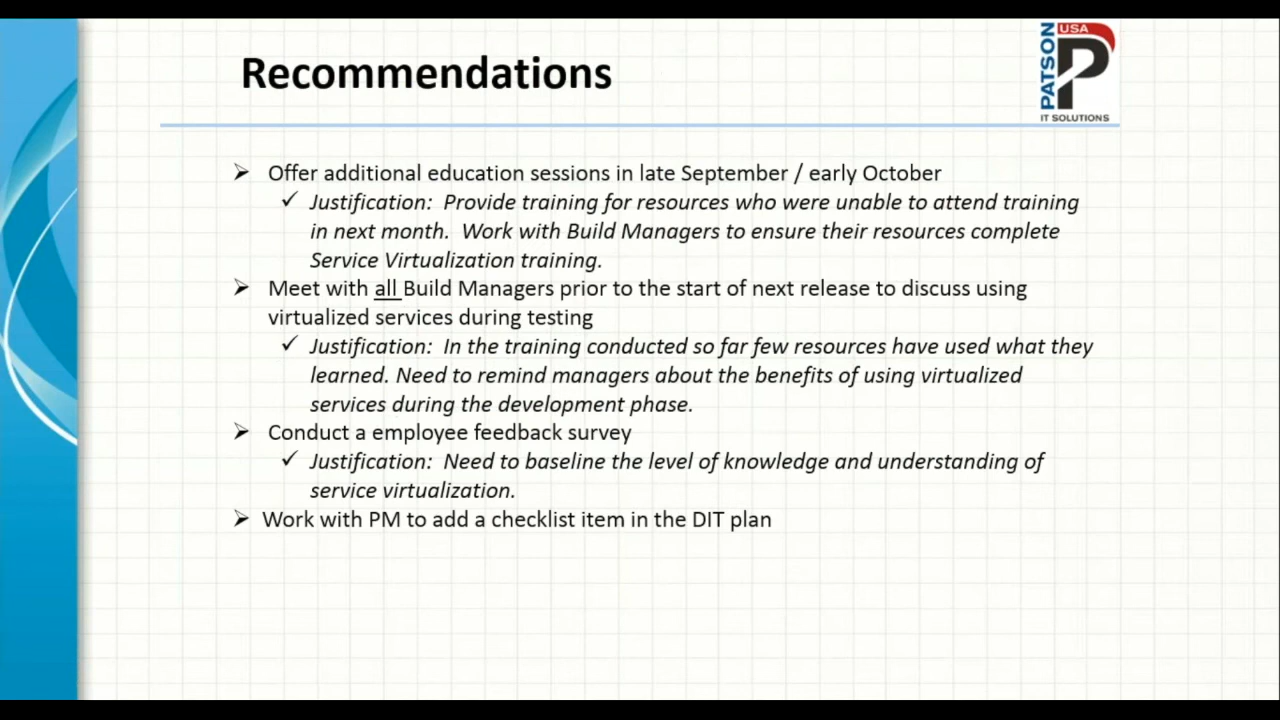 Recommendations
PATSON
USA
IT SOLUTIONS
Offer additional education sessions in late September / early October
Justification: Provide training for resources who were unable to attend training
in next month. Work with Build Managers to ensure their resources complete
Service Virtualization training.
Meet with all Build Managers prior to the start of next release to discuss using
virtualized services during testing
Justification: In the training conducted so far few resources have used what they
learned. Need to remind managers about the benefits of using virtualized
services during the development phase.
Conduct a employee feedback survey
Justification: Need to baseline the level of knowledge and understanding of
service virtualization.
Work with PM to add a checklist item in the DIT plan